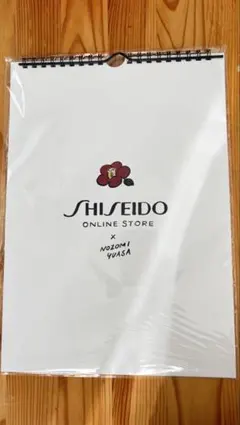 SHISEIDO
ONLINE STORE
×
NOZOMI
YUASA